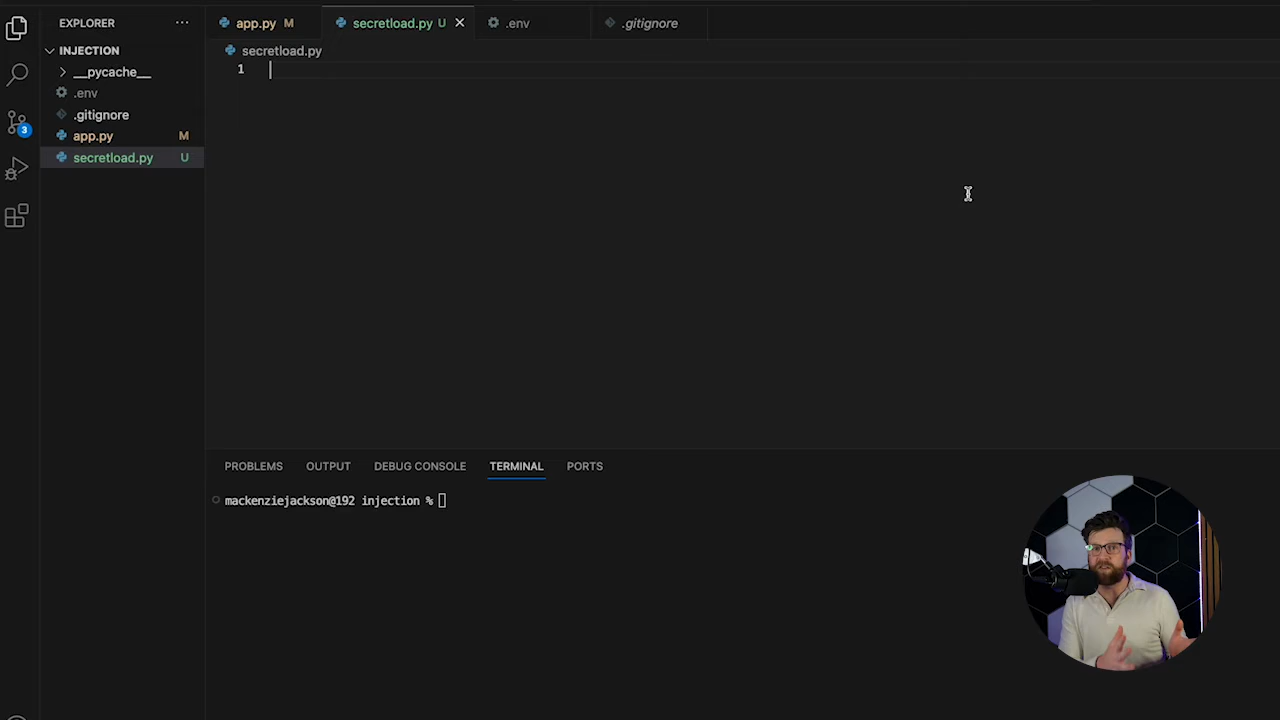 EXPLORER ...
app.py M
secretload.py U
.env
.gitignore
INJECTION
__pycache__
.env
.gitignore
app.py M
secretload.py U
3
secretload.py
1
PROBLEMS OUTPUT DEBUG CONSOLE TERMINAL PORTS
mackenziejackson@192 injection %